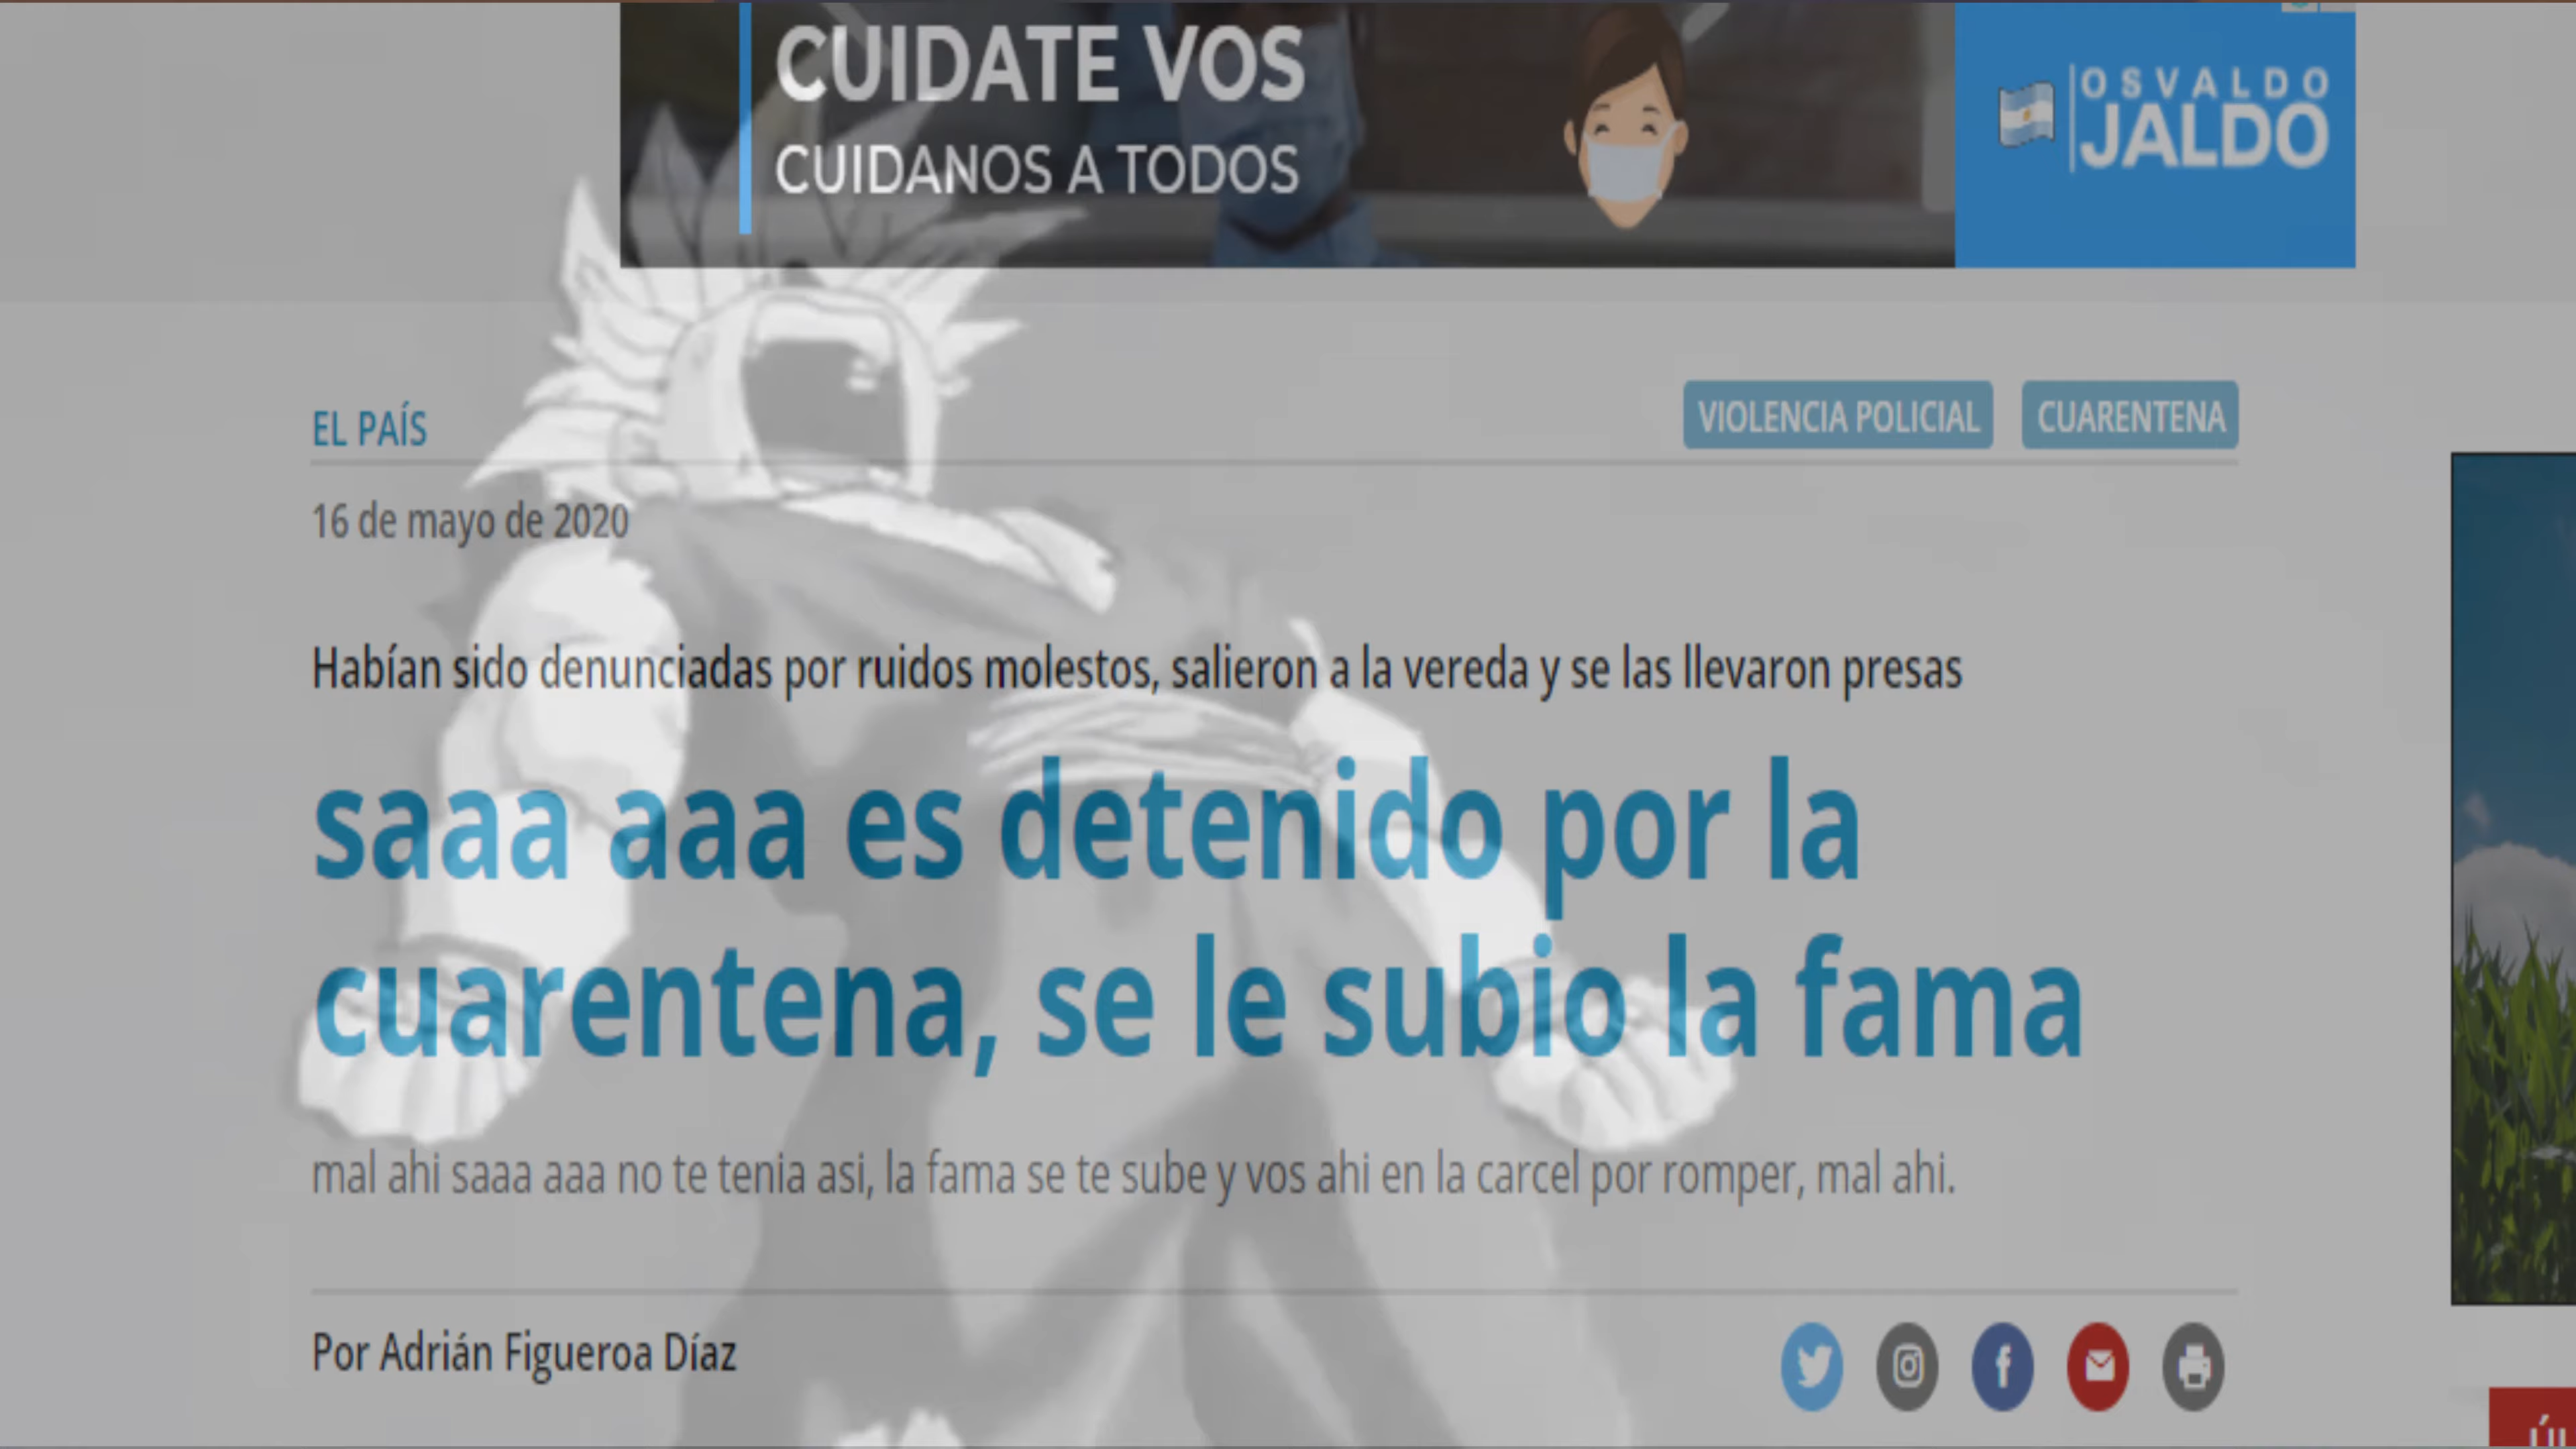 CUIDATE VOS
CUIDANOS A TODOS
OSVALDO
JALDO
EL PAÍS
VIOLENCIA POLICIAL
CUARENTENA
16 de mayo de 2020
Habían sido denunciadas por ruidos molestos, salieron a la vereda y se las llevaron presas
saaa aaa es detenido por la
cuarentena, se le subio la fama
mal ahi saaa aaa no te tenia asi, la fama se te sube y vos ahi en la carcel por romper, mal ahi.
Por Adrián Figueroa Díaz